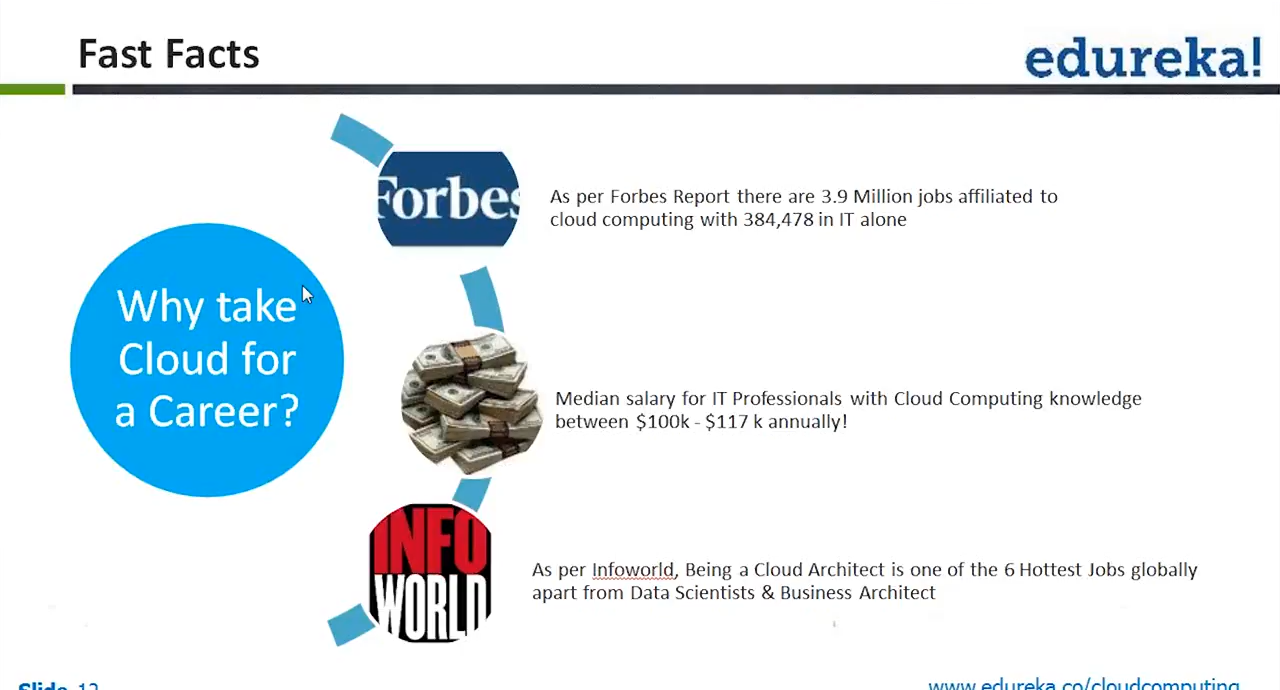 Fast Facts
edureka!
Forbes
As per Forbes Report there are 3.9 Million jobs affiliated to
cloud computing with 384,478 in IT alone
Why take
Cloud for
a Career?
Median salary for IT Professionals with Cloud Computing knowledge
between $100k - $117 k annually!
INFO
WORLD
As per Infoworld, Being a Cloud Architect is one of the 6 Hottest Jobs globally
apart from Data Scientists & Business Architect
Slide
www.edureka.co/cloudcomputing